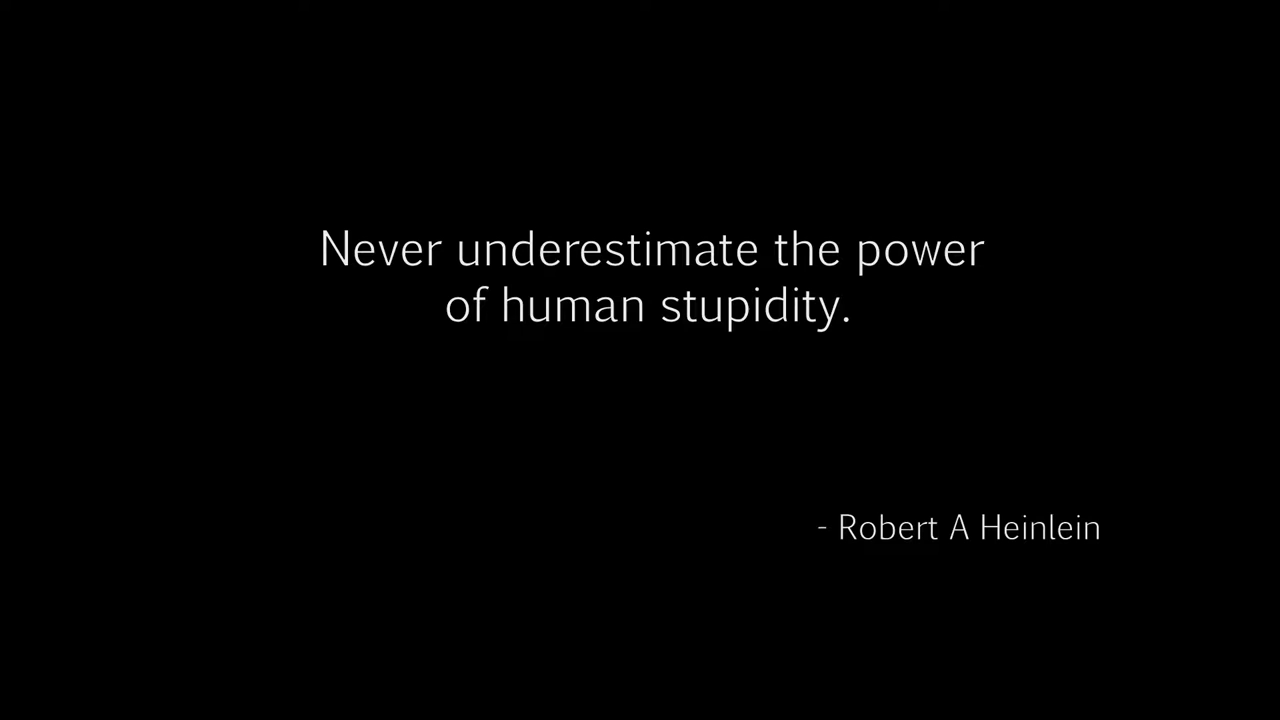 Never underestimate the power
of human stupidity.
- Robert A Heinlein